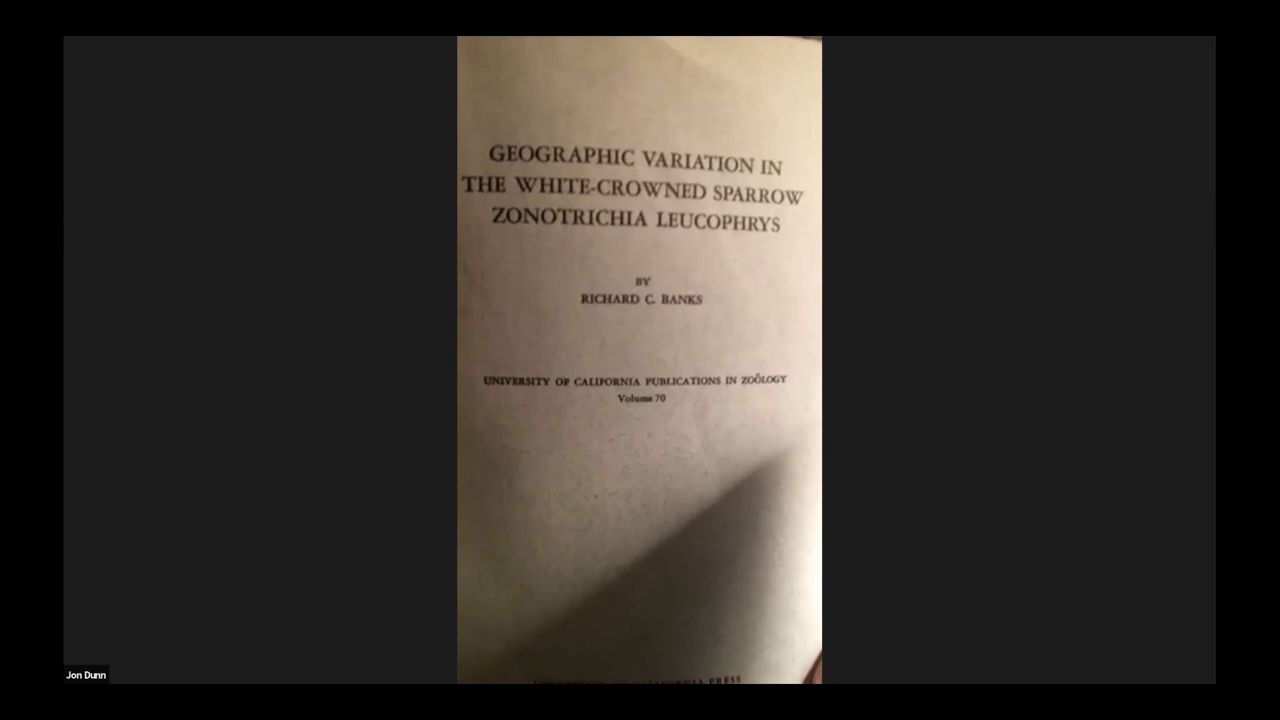 GEOGRAPHIC VARIATION IN
THE WHITE-CROWNED SPARROW
ZONOTRICHIA LEUCOPHRYS
BY
RICHARD C. BANKS
UNIVERSITY OF CALIFORNIA PUBLICATIONS IN ZOÖLOGY
Volume 70
PRESS
Jon Dunn